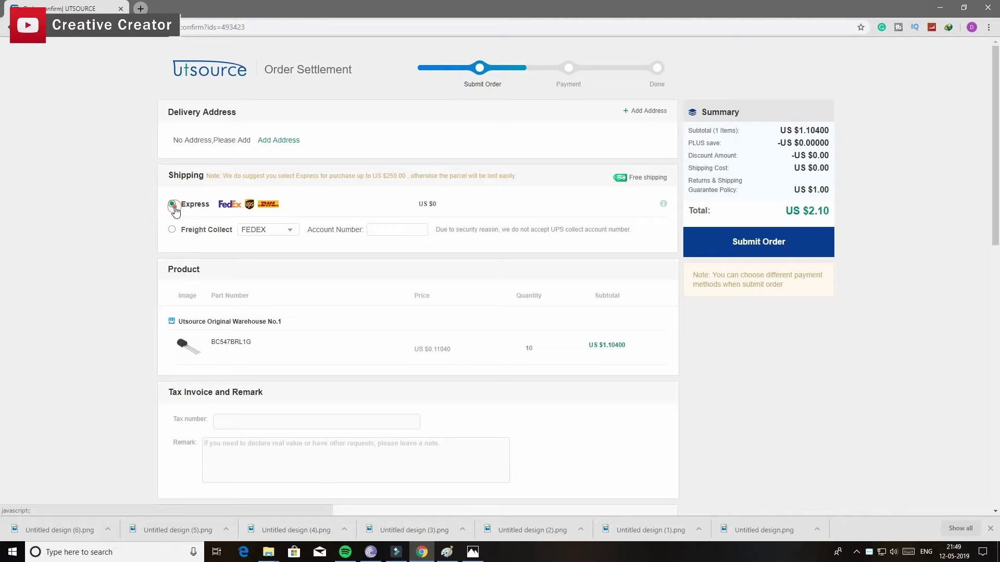 confirm| UTSOURCE
Creative Creator
confirm?ids=493423
utsource
Order Settlement
Submit Order
Payment
Done
Delivery Address
+ Add Address
No Address,Please Add Add Address
Shipping Note: We do suggest you select Express for purchase up to US $250.00 , otherwise the parcel will be lost easily.
Free shipping
Express FedEx ups DHL US $0
Freight Collect FEDEX Account Number: Due to security reason, we do not accept UPS collect account number.
Summary
Subtotal (1 Items): US $1.10400
PLUS save: -US $0.00000
Discount Amount: -US $0.00
Shipping Cost: US $0.00
Returns & Shipping
Guarantee Policy: US $1.00
Total: US $2.10
Submit Order
Note: You can choose different payment
methods when submit order
Product
Image Part Number Price Quantity Subtotal
Utsource Original Warehouse No.1
BC547BRL1G US $0.11040 10 US $1.10400
Tax Invoice and Remark
Tax number:
Remark: if you need to declare real value or have other requests, please leave a note.
javascript:;
Untitled design (6).png
Untitled design (5).png
Untitled design (4).png
Untitled design (3).png
Untitled design (2).png
Untitled design (1).png
Untitled design.png
Show all
Type here to search
ENG
21:49
12-05-2019